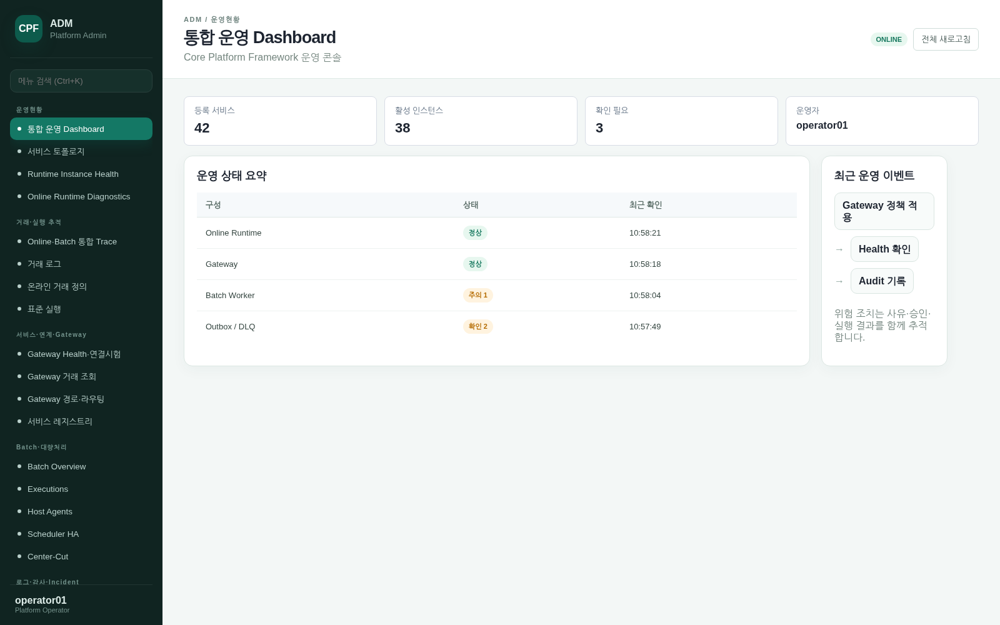 CPF
ADM
Platform Admin
메뉴 검색 (Ctrl+K)
운영현황
통합 운영 Dashboard
서비스 토폴로지
Runtime Instance Health
Online Runtime Diagnostics
거래·실행 추적
Online·Batch 통합 Trace
거래 로그
온라인 거래 정의
표준 실행
서비스·연계·Gateway
Gateway Health·연결시험
Gateway 거래 조회
Gateway 경로·라우팅
서비스 레지스트리
Batch·대량처리
Batch Overview
Executions
Host Agents
Scheduler HA
Center-Cut
로그·감사·Incident
operator01
Platform Operator
ADM / 운영현황
통합 운영 Dashboard
Core Platform Framework 운영 콘솔
ONLINE
전체 새로고침
등록 서비스
42
활성 인스턴스
38
확인 필요
3
운영자
operator01
운영 상태 요약
구성 상태 최근 확인
Online Runtime 정상 10:58:21
Gateway 정상 10:58:18
Batch Worker 주의 1 10:58:04
Outbox / DLQ 확인 2 10:57:49
최근 운영 이벤트
Gateway 정책 적
용
→ Health 확인
→ Audit 기록
위험 조치는 사유·승인·
실행 결과를 함께 추적
합니다.